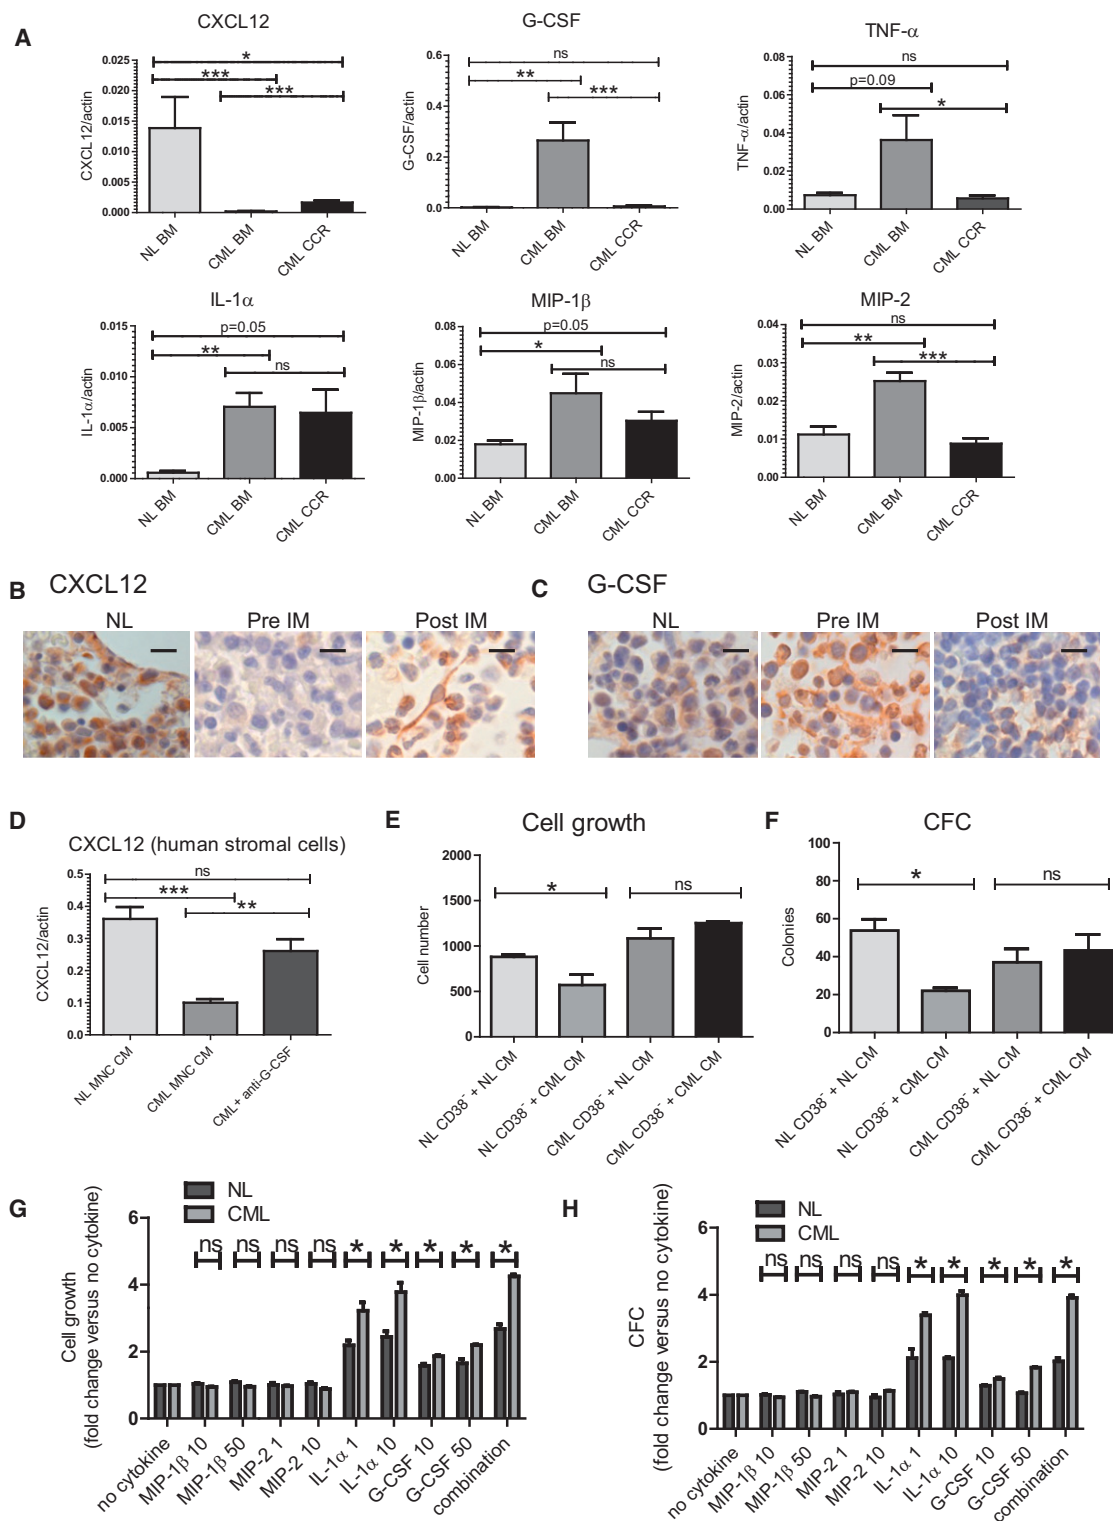 A
CXCL12
CXCL12/actin
0.025
0.020
0.015
0.010
0.005
0.000
*
***
***
NL BM
CML BM
CML CCR
G-CSF
G-CSF/actin
0.6
0.4
0.2
0.0
ns
**
***
NL BM
CML BM
CML CCR
TNF-α
TNF-α/actin
0.08
0.06
0.04
0.02
0.00
ns
p=0.09
*
NL BM
CML BM
CML CCR
IL-1α
IL-1α/actin
0.015
0.010
0.005
0.000
p=0.05
**
ns
NL BM
CML BM
CML CCR
MIP-1β
MIP-1β/actin
0.08
0.06
0.04
0.02
0.00
p=0.05
*
ns
NL BM
CML BM
CML CCR
MIP-2
MIP-2/actin
0.04
0.03
0.02
0.01
0.00
ns
**
***
NL BM
CML BM
CML CCR
B CXCL12
NL Pre IM Post IM
C G-CSF
NL Pre IM Post IM
D
CXCL12 (human stromal cells)
CXCL12/actin
0.5
0.4
0.3
0.2
0.1
0.0
ns
***
**
NL MNC CM
CML MNC CM
CML+ anti-G-CSF
E
Cell growth
Cell number
2000
1500
1000
500
0
*
ns
NL CD38⁻ + NL CM
NL CD38⁻ + CML CM
CML CD38⁻ + NL CM
CML CD38⁻ + CML CM
F
CFC
Colonies
100
80
60
40
20
0
*
ns
NL CD38⁻ + NL CM
NL CD38⁻ + CML CM
CML CD38⁻ + NL CM
CML CD38⁻ + CML CM
G
NL
CML
Cell growth
(fold change versus no cytokine)
6
4
2
0
ns ns ns ns * * * * *
no cytokine
MIP-1β 10
MIP-1β 50
MIP-2 1
MIP-2 10
IL-1α 1
IL-1α 10
G-CSF 10
G-CSF 50
combination
H
NL
CML
CFC
(fold change versus no cytokine)
6
4
2
0
ns ns ns ns * * * * *
no cytokine
MIP-1β 10
MIP-1β 50
MIP-2 1
MIP-2 10
IL-1α 1
IL-1α 10
G-CSF 10
G-CSF 50
combination